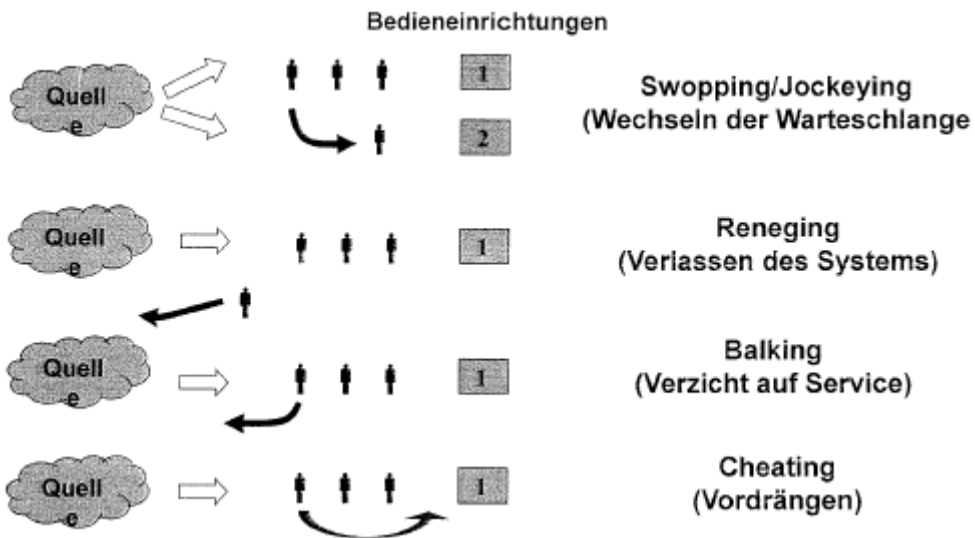 Bedieneinrichtungen
Quell
e
1
2
Swopping/Jockeying
(Wechseln der Warteschlange
Quell
e
1
Reneging
(Verlassen des Systems)
Quell
e
1
Balking
(Verzicht auf Service)
Quell
e
1
Cheating
(Vordrängen)